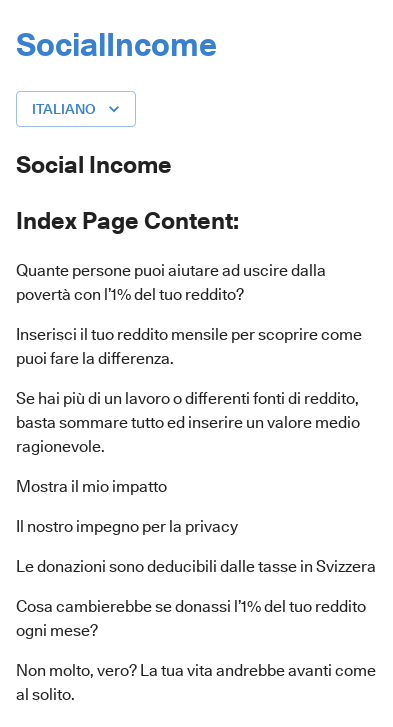 SocialIncome
ITALIANO
Social Income
Index Page Content:
Quante persone puoi aiutare ad uscire dalla
povertà con l’1% del tuo reddito?
Inserisci il tuo reddito mensile per scoprire come
puoi fare la differenza.
Se hai più di un lavoro o differenti fonti di reddito,
basta sommare tutto ed inserire un valore medio
ragionevole.
Mostra il mio impatto
Il nostro impegno per la privacy
Le donazioni sono deducibili dalle tasse in Svizzera
Cosa cambierebbe se donassi l’1% del tuo reddito
ogni mese?
Non molto, vero? La tua vita andrebbe avanti come
al solito.